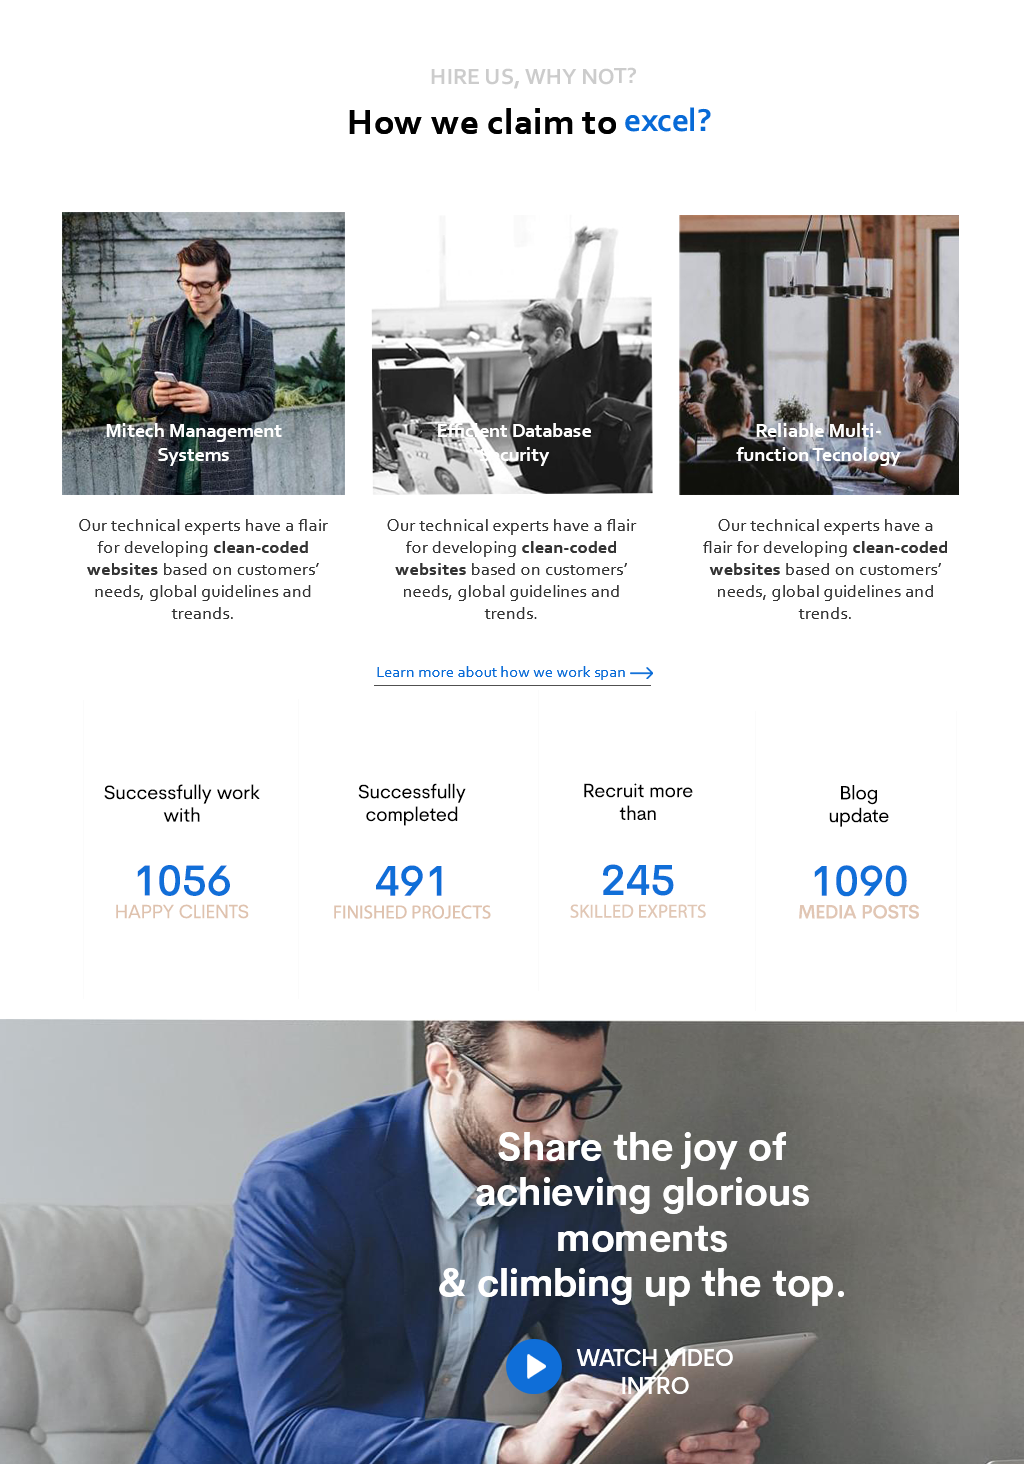 HIRE US, WHY NOT?
How we claim to excel?
Mitech Management
Systems
Efficient Database
Security
Reliable Multi-
function Tecnology
Our technical experts have a flair
for developing clean-coded
websites based on customers’
needs, global guidelines and
treands.
Our technical experts have a flair
for developing clean-coded
websites based on customers’
needs, global guidelines and
trends.
Our technical experts have a
flair for developing clean-coded
websites based on customers’
needs, global guidelines and
trends.
Learn more about how we work span
Successfully work
with
1056
HAPPY CLIENTS
Successfully
completed
491
FINISHED PROJECTS
Recruit more
than
245
SKILLED EXPERTS
Blog
update
1090
MEDIA POSTS
Share the joy of
achieving glorious
moments
& climbing up the top.
WATCH VIDEO
INTRO